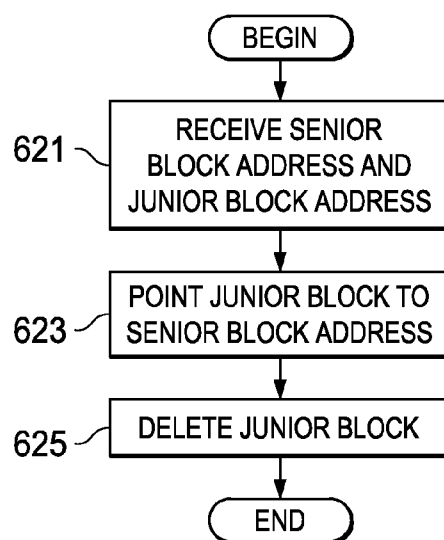 BEGIN
621
RECEIVE SENIOR
BLOCK ADDRESS AND
JUNIOR BLOCK ADDRESS
623
POINT JUNIOR BLOCK TO
SENIOR BLOCK ADDRESS
625
DELETE JUNIOR BLOCK
END